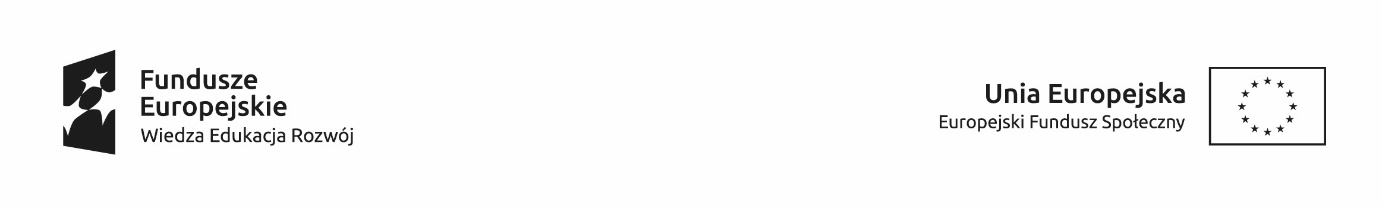 Fundusze
Europejskie
Wiedza Edukacja Rozwój
Unia Europejska
Europejski Fundusz Społeczny